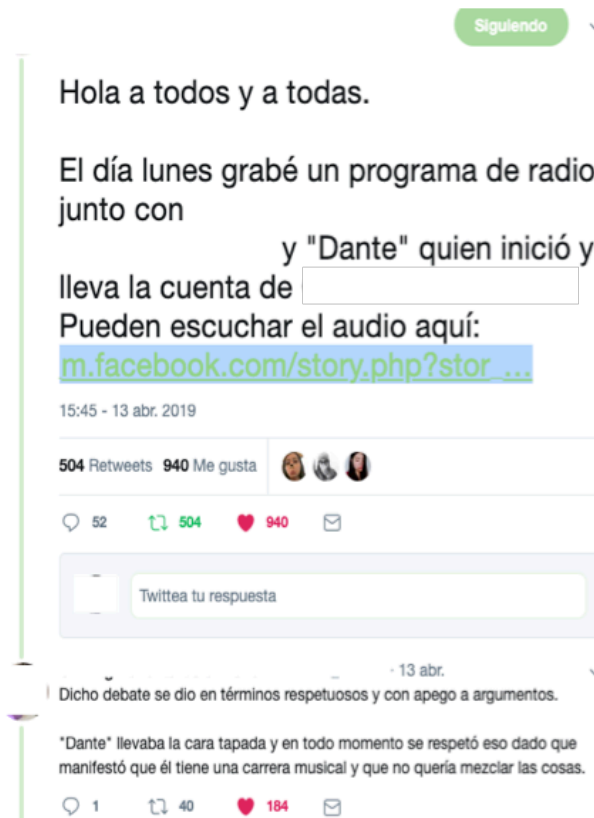 Siguiendo
Hola a todos y a todas.
El día lunes grabé un programa de radio
junto con
y "Dante" quien inició y
lleva la cuenta de
Pueden escuchar el audio aquí:
m.facebook.com/story.php?stor_...
15:45 - 13 abr. 2019
504 Retweets 940 Me gusta
52 504 940
Twittea tu respuesta
· 13 abr.
Dicho debate se dio en términos respetuosos y con apego a argumentos.
"Dante" llevaba la cara tapada y en todo momento se respetó eso dado que
manifestó que él tiene una carrera musical y que no quería mezclar las cosas.
1 40 184